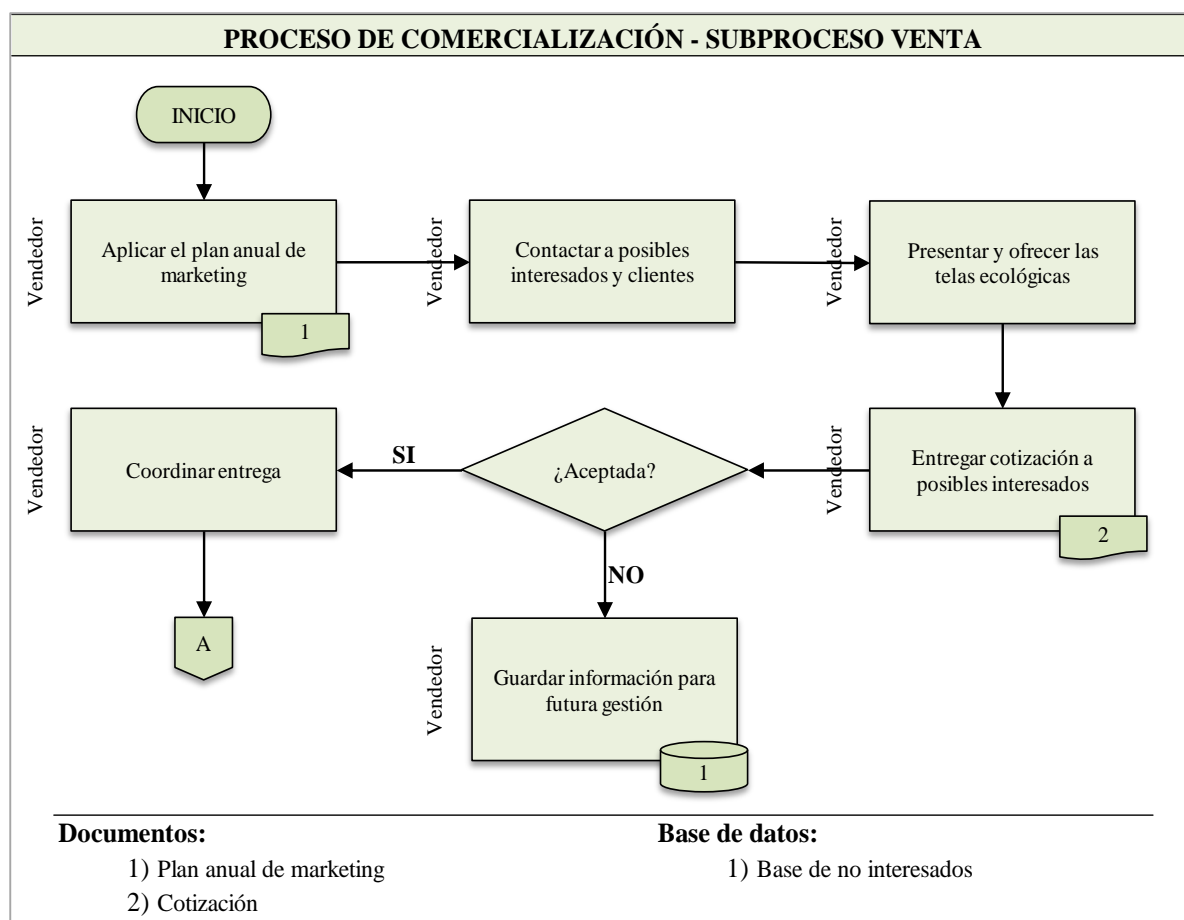 PROCESO DE COMERCIALIZACIÓN - SUBPROCESO VENTA
INICIO
Vendedor
Aplicar el plan anual de
marketing
1
Vendedor
Contactar a posibles
interesados y clientes
Vendedor
Presentar y ofrecer las
telas ecológicas
Vendedor
Entregar cotización a
posibles interesados
2
¿Aceptada?
SI
Vendedor
Coordinar entrega
A
NO
Vendedor
Guardar información para
futura gestión
1
Documentos:
1) Plan anual de marketing
2) Cotización
Base de datos:
1) Base de no interesados